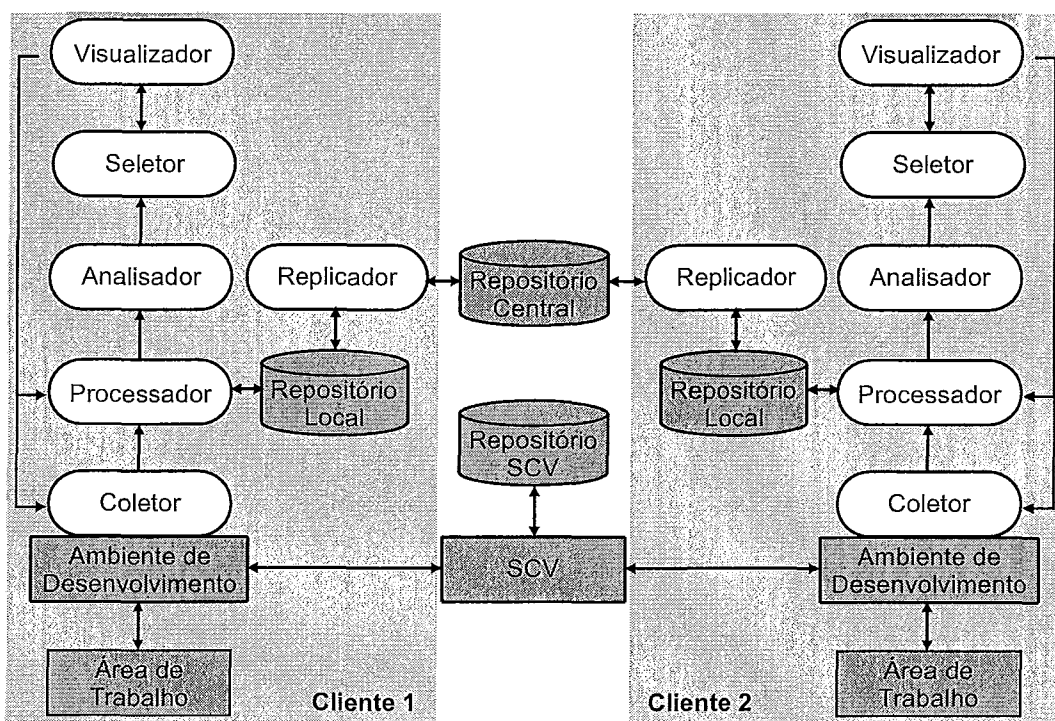 Visualizador
Seletor
Analisador
Replicador
Processador
Repositório
Local
Coletor
Ambiente de
Desenvolvimento
Área de
Trabalho
Cliente 1
Repositório
Central
Repositório
SCV
SCV
Visualizador
Seletor
Replicador
Analisador
Repositório
Local
Processador
Coletor
Ambiente de
Desenvolvimento
Área de
Trabalho
Cliente 2